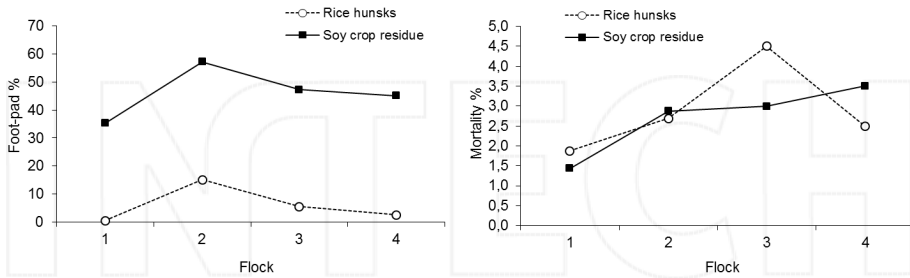 Rice hunsks
Soy crop residue
70
60
50
40
30
20
10
0
Foot-pad %
1 2 3 4
Flock
Rice hunsks
Soy crop residue
5,0
4,5
4,0
3,5
3,0
2,5
2,0
1,5
1,0
0,5
0,0
Mortality %
1 2 3 4
Flock
INTECH